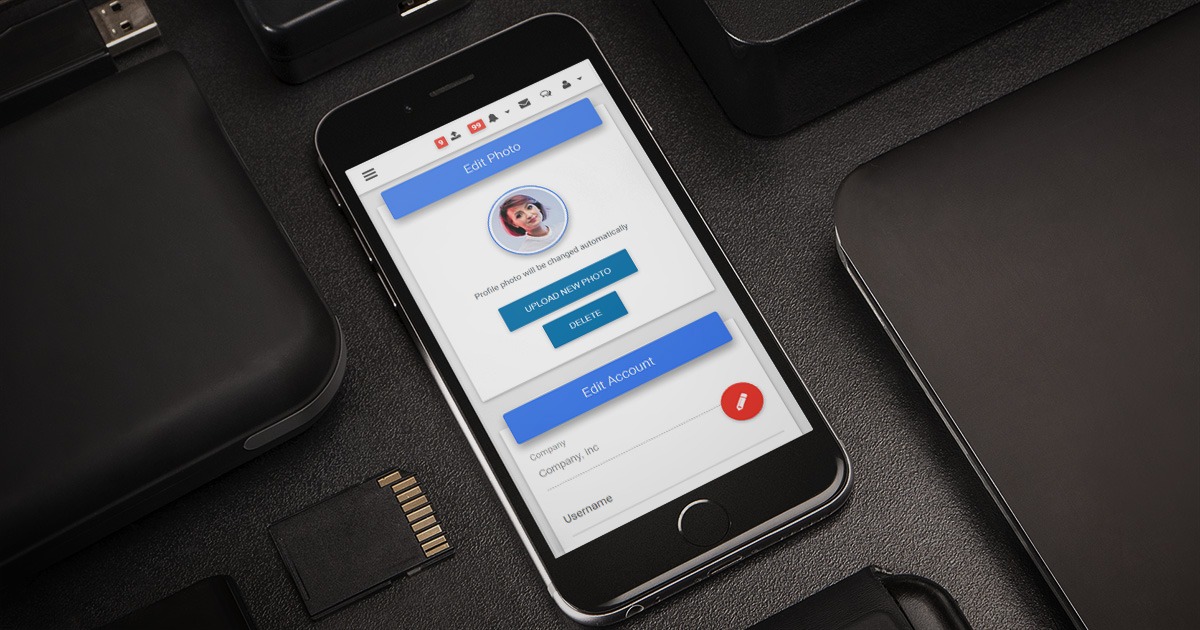 9
99
Edit Photo
Profile photo will be changed automatically
UPLOAD NEW PHOTO
DELETE
Edit Account
Company
Company, inc
Username